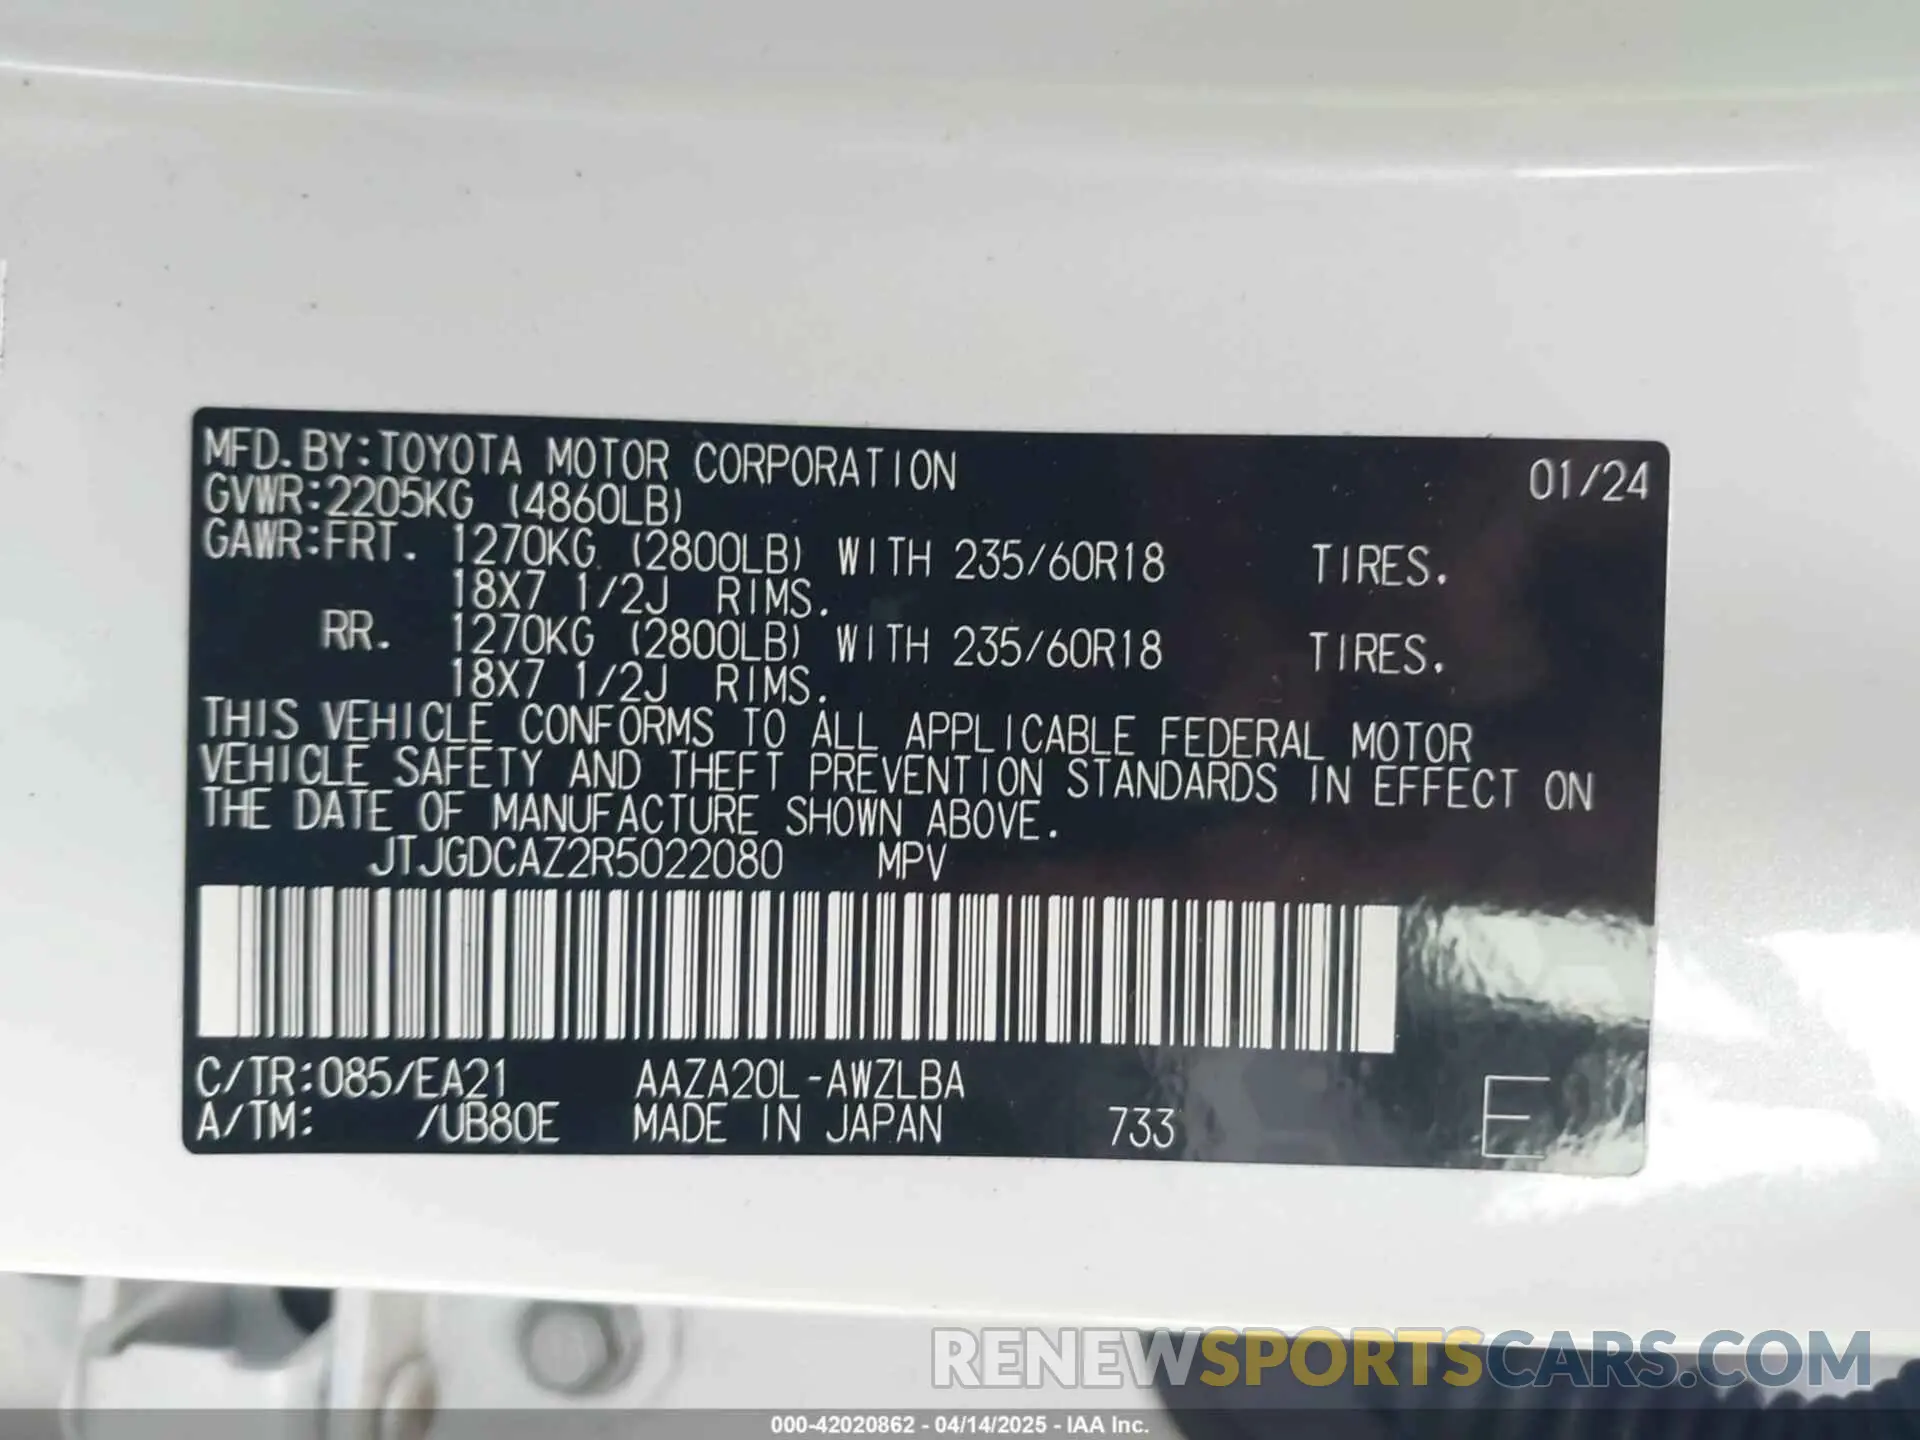 MFD.BY:TOYOTA MOTOR CORPORATION 01/24
GVWR:2205KG (4860LB)
GAWR:FRT. 1270KG (2800LB) WITH 235/60R18 TIRES.
18X7 1/2J RIMS.
RR. 1270KG (2800LB) WITH 235/60R18 TIRES.
18X7 1/2J RIMS.
THIS VEHICLE CONFORMS TO ALL APPLICABLE FEDERAL MOTOR
VEHICLE SAFETY AND THEFT PREVENTION STANDARDS IN EFFECT ON
THE DATE OF MANUFACTURE SHOWN ABOVE.
JTJGDCAZ2R5022080 MPV
C/TR:085/EA21 AAZA20L-AWZLBA
A/TM: /UB80E MADE IN JAPAN 733 E
RENEWSPORTSCARS.COM
000-42020862 - 04/14/2025 - IAA Inc.